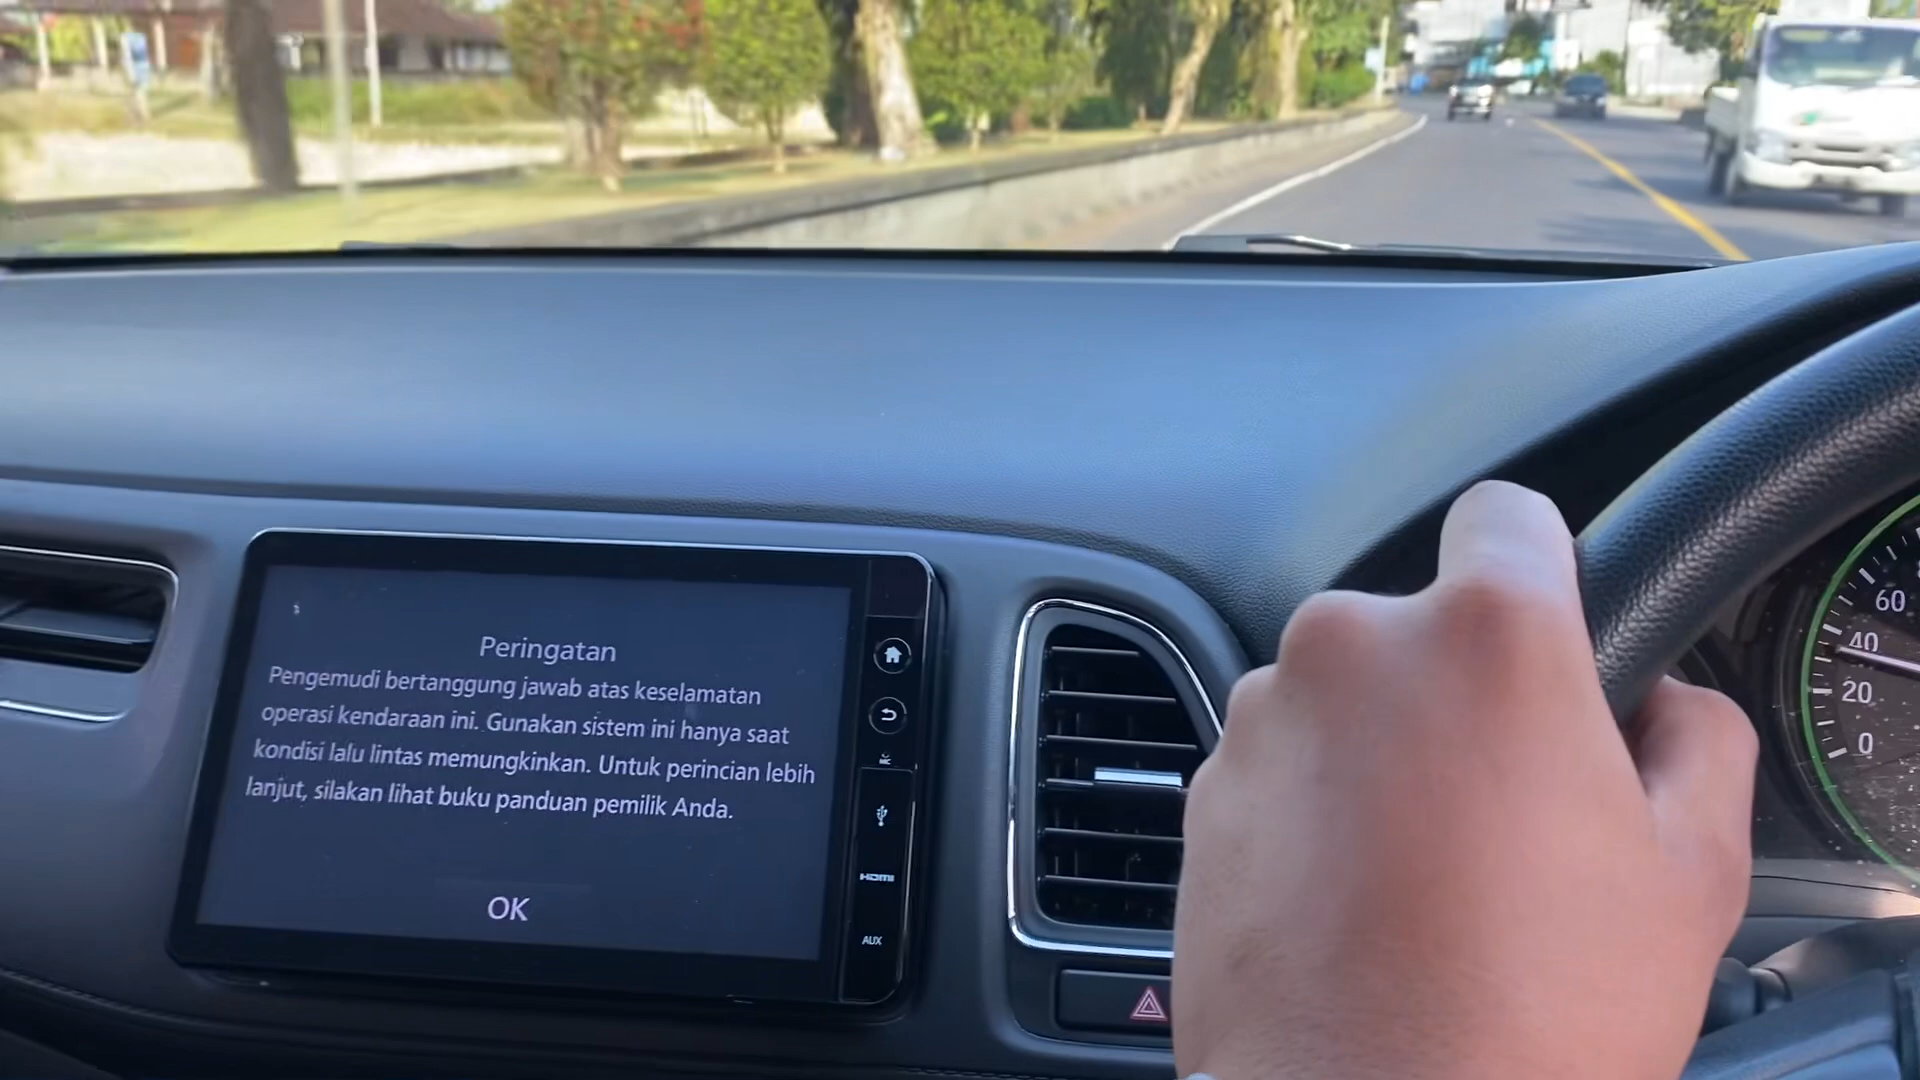 Peringatan
Pengemudi bertanggung jawab atas keselamatan
operasi kendaraan ini. Gunakan sistem ini hanya saat
kondisi lalu lintas memungkinkan. Untuk perincian lebih
lanjut, silakan lihat buku panduan pemilik Anda.
OK
MIC
HDMI
AUX
60
40
20
0